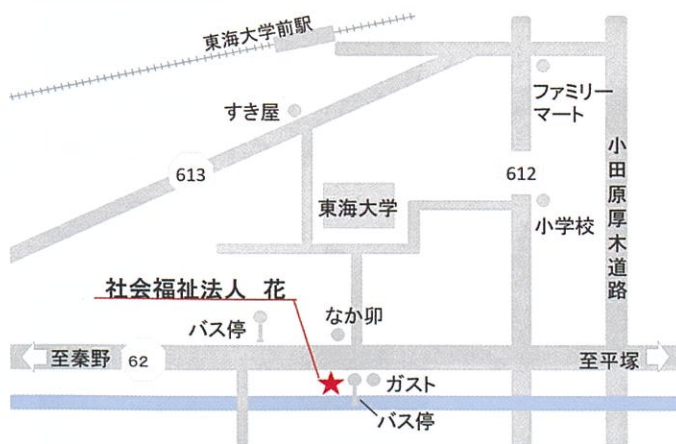 東海大学前駅
すき屋
ファミリー
マート
613
612
小田原厚木道路
東海大学
小学校
社会福祉法人 花
バス停
なか卯
至秦野
62
至平塚
ガスト
バス停